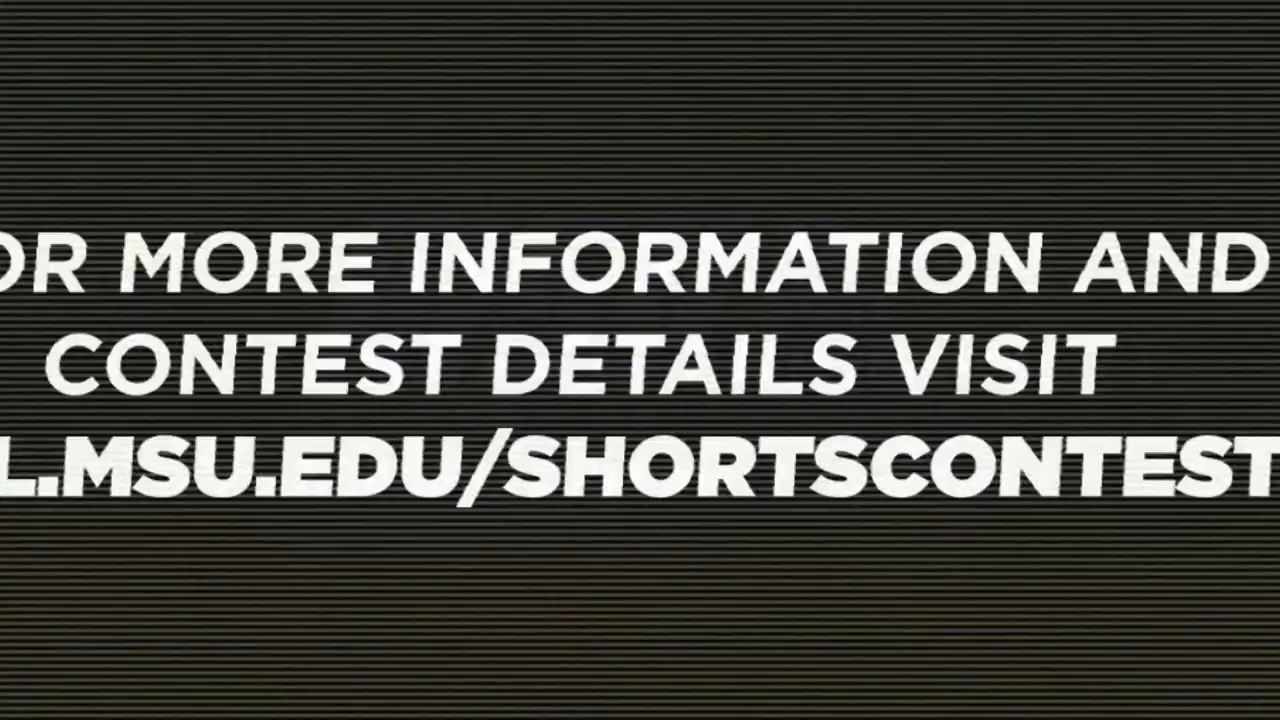 OR MORE INFORMATION AND
CONTEST DETAILS VISIT
L.MSU.EDU/SHORTSCONTEST